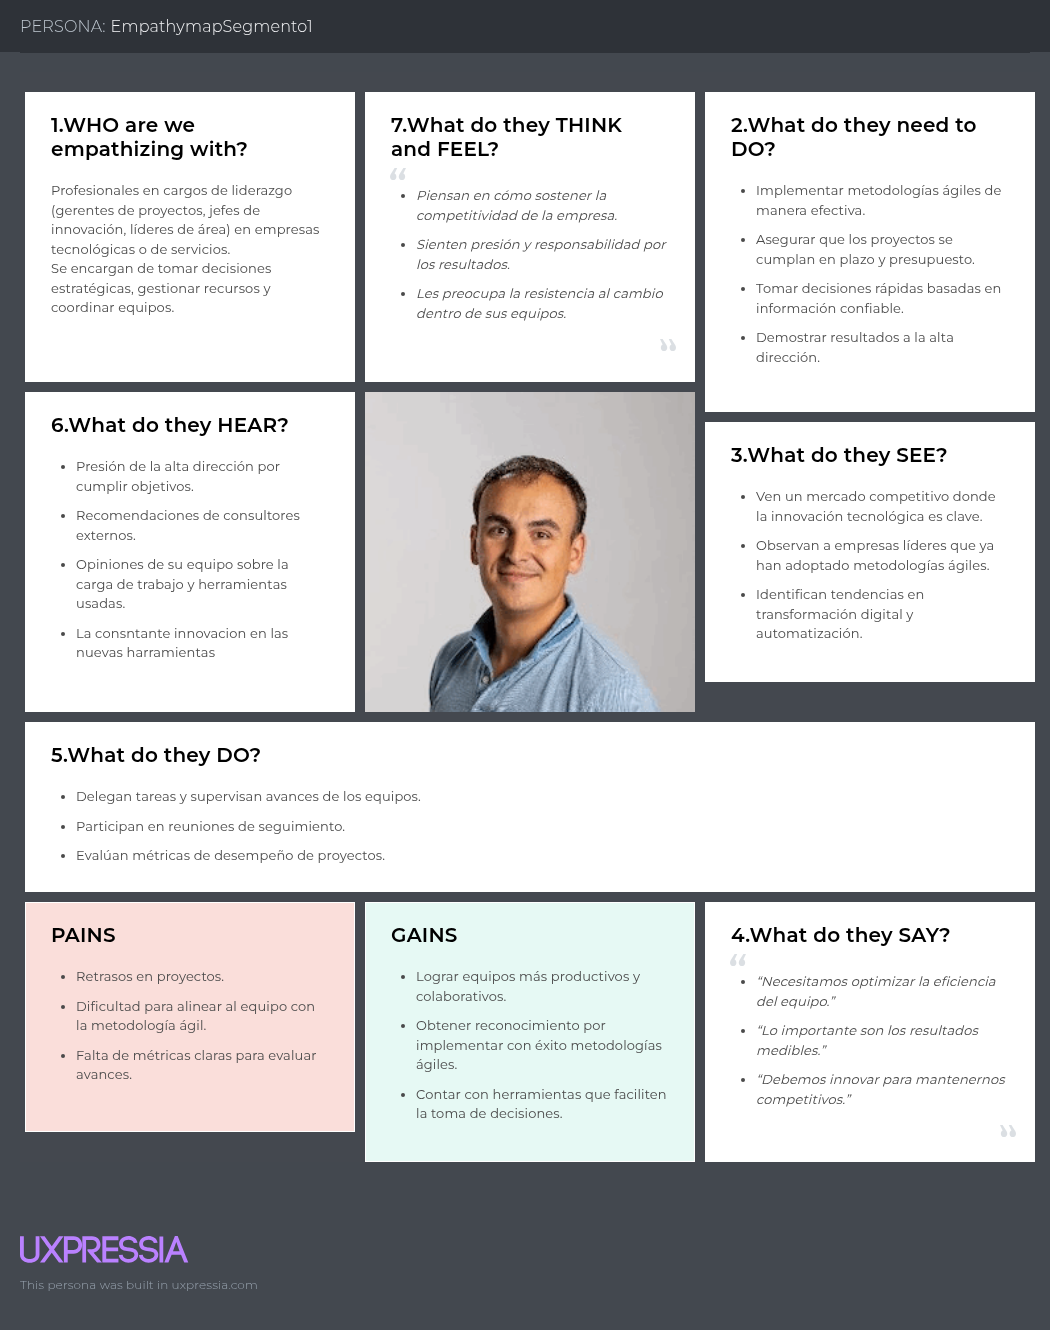 PERSONA: EmpathymapSegmento1
1.WHO are we
empathizing with?
Profesionales en cargos de liderazgo
(gerentes de proyectos, jefes de
innovación, líderes de área) en empresas
tecnológicas o de servicios.
Se encargan de tomar decisiones
estratégicas, gestionar recursos y
coordinar equipos.
7.What do they THINK
and FEEL?
“
• Piensan en cómo sostener la
competitividad de la empresa.
• Sienten presión y responsabilidad por
los resultados.
• Les preocupa la resistencia al cambio
dentro de sus equipos.
”
2.What do they need to
DO?
• Implementar metodologías ágiles de
manera efectiva.
• Asegurar que los proyectos se
cumplan en plazo y presupuesto.
• Tomar decisiones rápidas basadas en
información confiable.
• Demostrar resultados a la alta
dirección.
6.What do they HEAR?
• Presión de la alta dirección por
cumplir objetivos.
• Recomendaciones de consultores
externos.
• Opiniones de su equipo sobre la
carga de trabajo y herramientas
usadas.
• La consntante innovacion en las
nuevas harramientas
3.What do they SEE?
• Ven un mercado competitivo donde
la innovación tecnológica es clave.
• Observan a empresas líderes que ya
han adoptado metodologías ágiles.
• Identifican tendencias en
transformación digital y
automatización.
5.What do they DO?
• Delegan tareas y supervisan avances de los equipos.
• Participan en reuniones de seguimiento.
• Evalúan métricas de desempeño de proyectos.
PAINS
• Retrasos en proyectos.
• Dificultad para alinear al equipo con
la metodología ágil.
• Falta de métricas claras para evaluar
avances.
GAINS
• Lograr equipos más productivos y
colaborativos.
• Obtener reconocimiento por
implementar con éxito metodologías
ágiles.
• Contar con herramientas que faciliten
la toma de decisiones.
4.What do they SAY?
“
• “Necesitamos optimizar la eficiencia
del equipo.”
• “Lo importante son los resultados
medibles.”
• “Debemos innovar para mantenernos
competitivos.”
”
UXPRESSIA
This persona was built in uxpressia.com